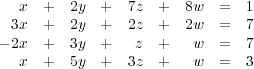 x + 2y + 7z + 8w = 1
3x + 2y + 2z + 2w = 7
−2x + 3y + z + w = 7
x + 5y + 3z + w = 3